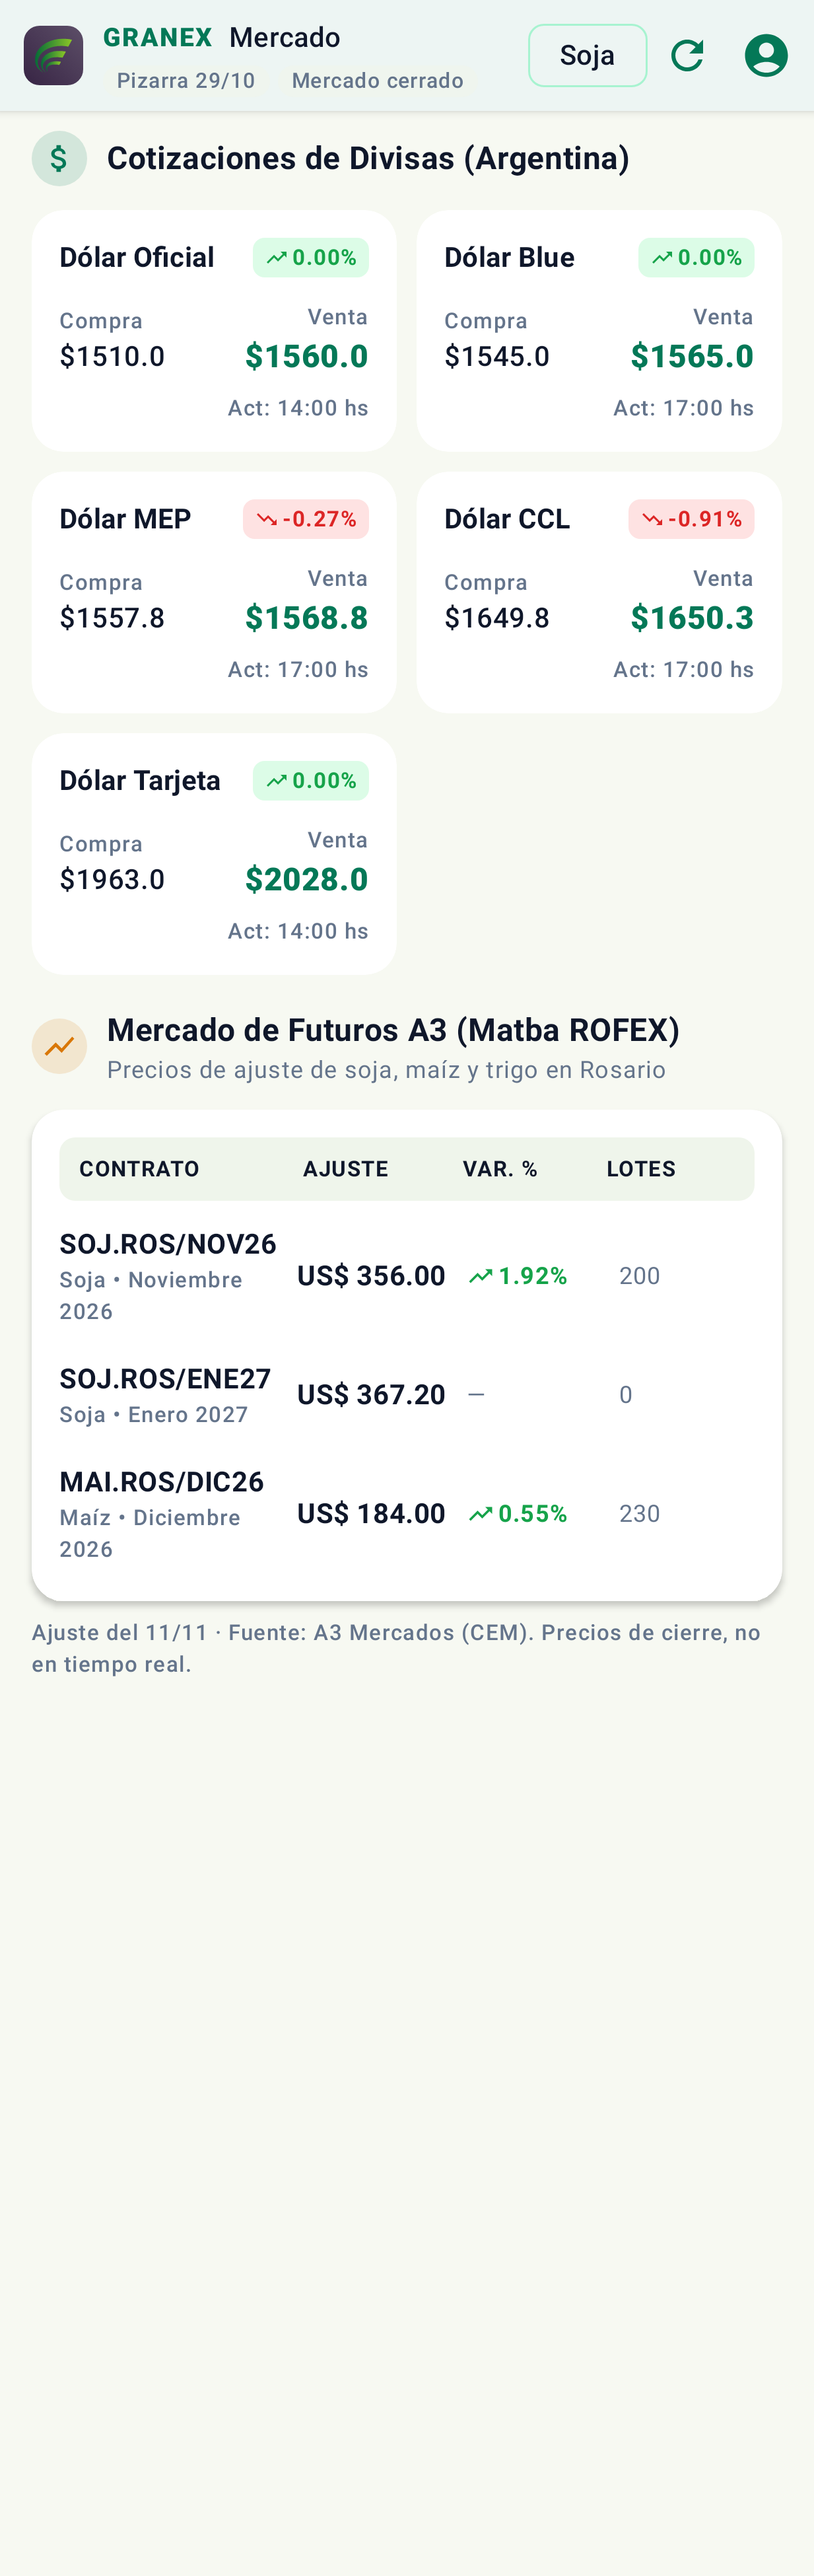 GRANEX Mercado
Pizarra 29/10 Mercado cerrado
Soja
$ Cotizaciones de Divisas (Argentina)
Dólar Oficial 0.00%
Compra Venta
$1510.0 $1560.0
Act: 14:00 hs
Dólar Blue 0.00%
Compra Venta
$1545.0 $1565.0
Act: 17:00 hs
Dólar MEP -0.27%
Compra Venta
$1557.8 $1568.8
Act: 17:00 hs
Dólar CCL -0.91%
Compra Venta
$1649.8 $1650.3
Act: 17:00 hs
Dólar Tarjeta 0.00%
Compra Venta
$1963.0 $2028.0
Act: 14:00 hs
Mercado de Futuros A3 (Matba ROFEX)
Precios de ajuste de soja, maíz y trigo en Rosario
CONTRATO AJUSTE VAR. % LOTES
SOJ.ROS/NOV26
Soja • Noviembre
2026
US$ 356.00 1.92% 200
SOJ.ROS/ENE27
Soja • Enero 2027
US$ 367.20 — 0
MAI.ROS/DIC26
Maíz • Diciembre
2026
US$ 184.00 0.55% 230
Ajuste del 11/11 · Fuente: A3 Mercados (CEM). Precios de cierre, no
en tiempo real.